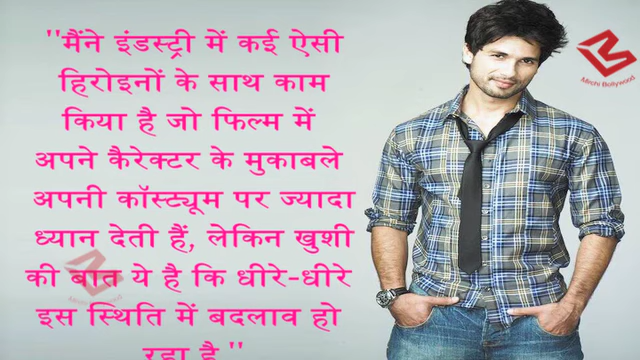 "मैंने इंडस्ट्री में कई ऐसी
हिरोइनों के साथ काम
किया है जो फिल्म में
अपने कैरेक्टर के मुकाबले
अपनी कॉस्ट्यूम पर ज्यादा
ध्यान देती हैं, लेकिन खुशी
की बात ये है कि धीरे-धीरे
इस स्थिति में बदलाव हो
रहा है."
Mirchi Bollywood